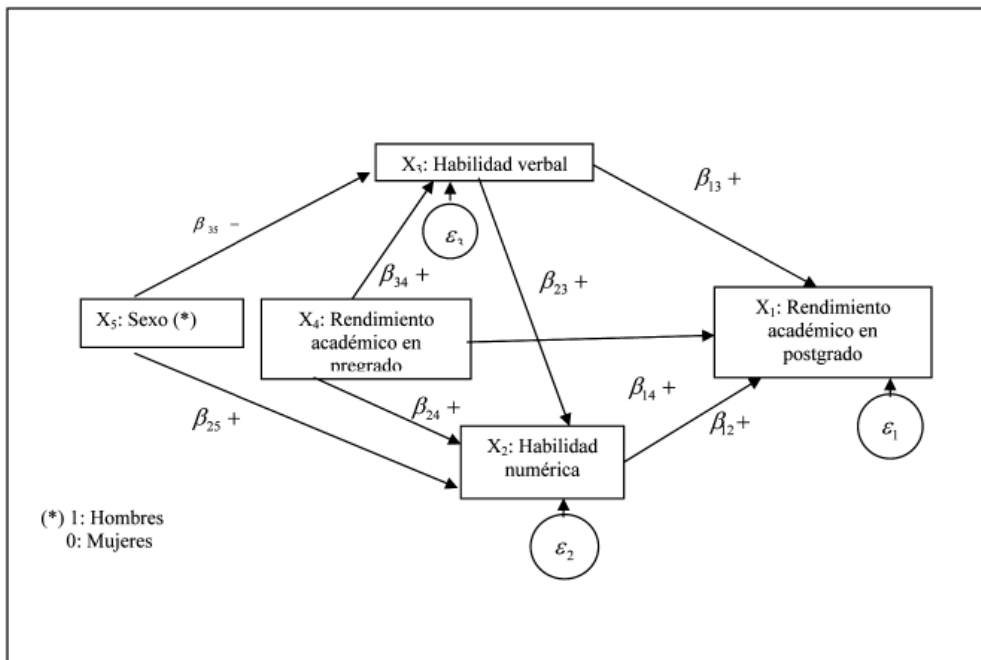 X₃: Habilidad verbal
β₁₃ +
β₃₅ −
ε₃
β₃₄ +
β₂₃ +
X₅: Sexo (*)
X₄: Rendimiento
académico en
pregrado
X₁: Rendimiento
académico en
postgrado
β₁₄ +
β₂₄ +
β₂₅ +
β₁₂ +
ε₁
X₂: Habilidad
numérica
(*) 1: Hombres
0: Mujeres
ε₂